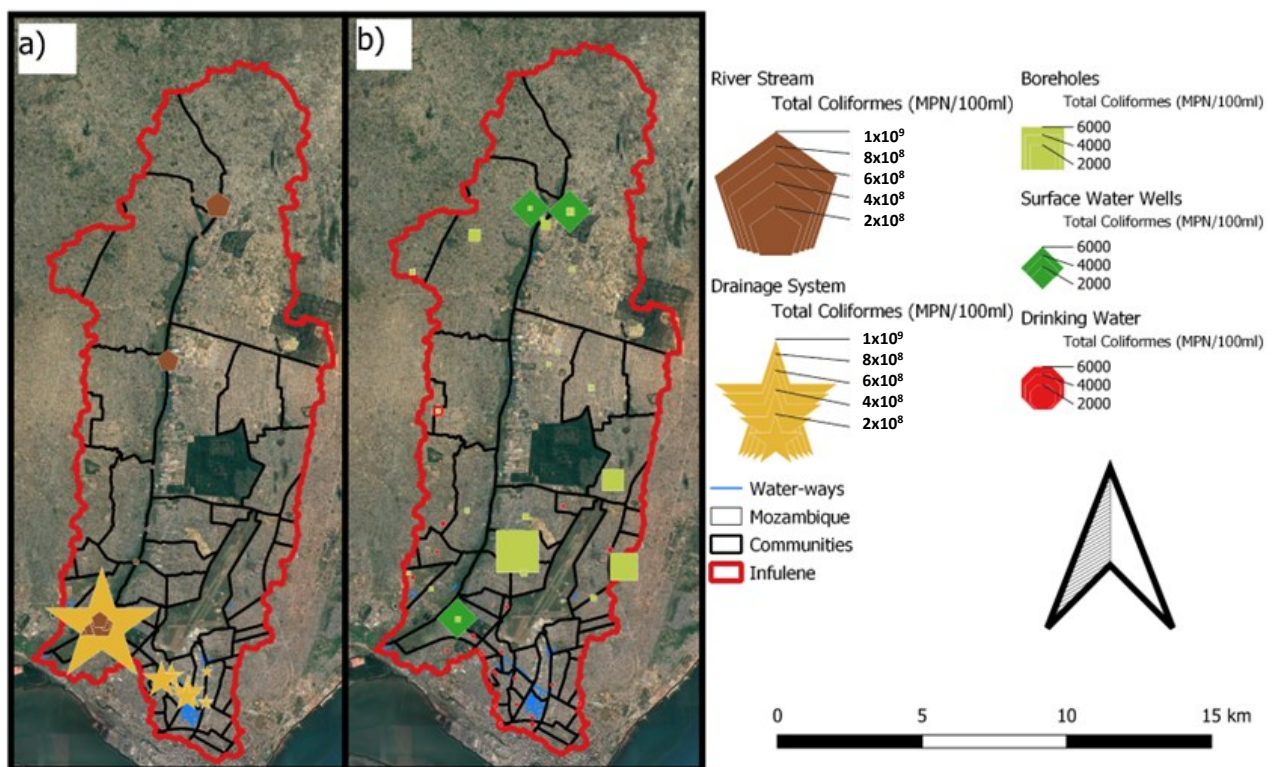 a)
b)
River Stream
Total Coliformes (MPN/100ml)
1x10⁹
8x10⁸
6x10⁸
4x10⁸
2x10⁸
Drainage System
Total Coliformes (MPN/100ml)
1x10⁹
8x10⁸
6x10⁸
4x10⁸
2x10⁸
Water-ways
Mozambique
Communities
Infulene
Boreholes
Total Coliformes (MPN/100ml)
6000
4000
2000
Surface Water Wells
Total Coliformes (MPN/100ml)
6000
4000
2000
Drinking Water
Total Coliformes (MPN/100ml)
6000
4000
2000
0 5 10 15 km